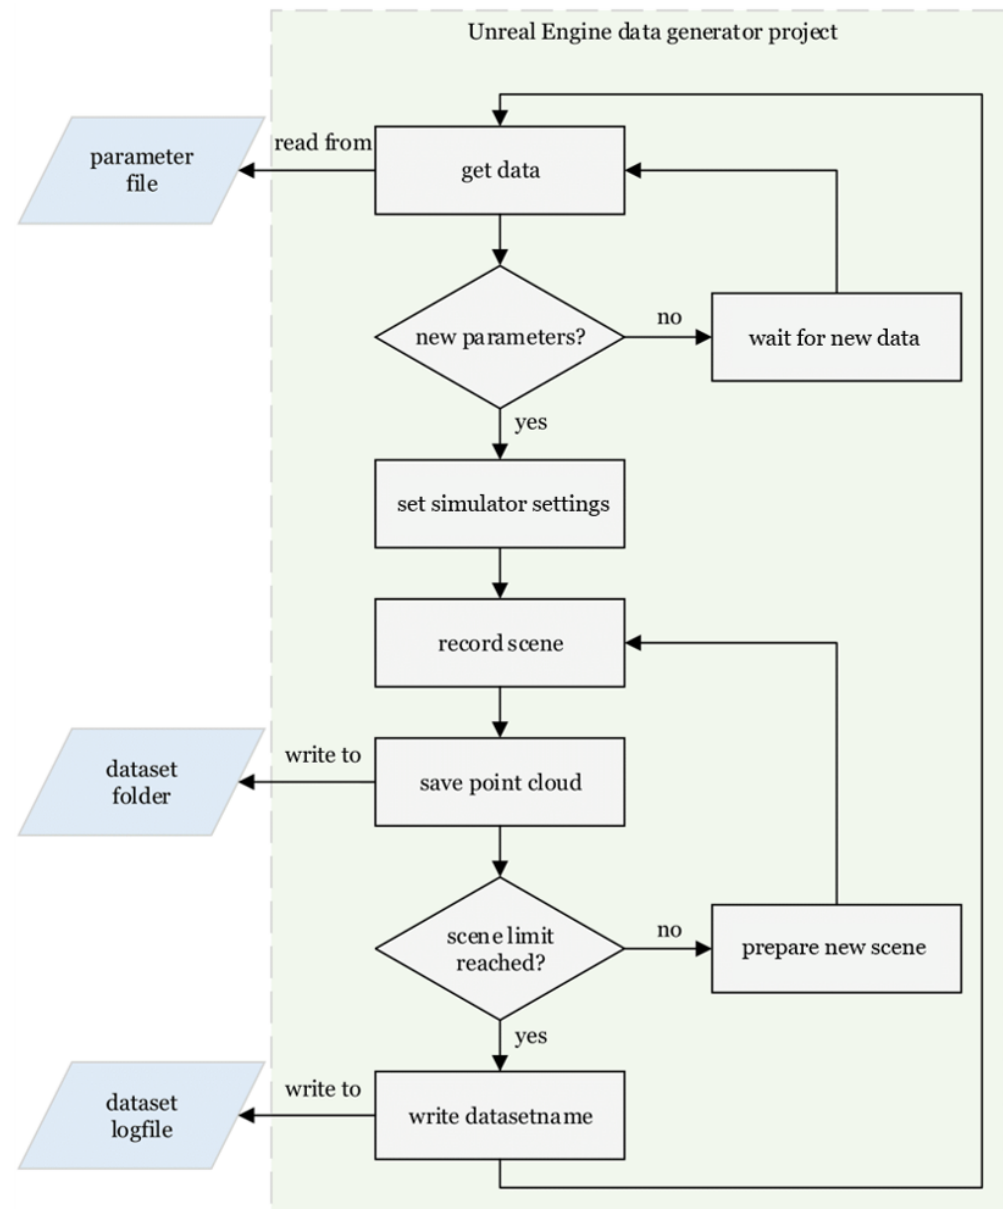 Unreal Engine data generator project
parameter
file
read from
get data
new parameters?
no
wait for new data
yes
set simulator settings
record scene
dataset
folder
write to
save point cloud
scene limit
reached?
no
prepare new scene
yes
dataset
logfile
write to
write datasetname